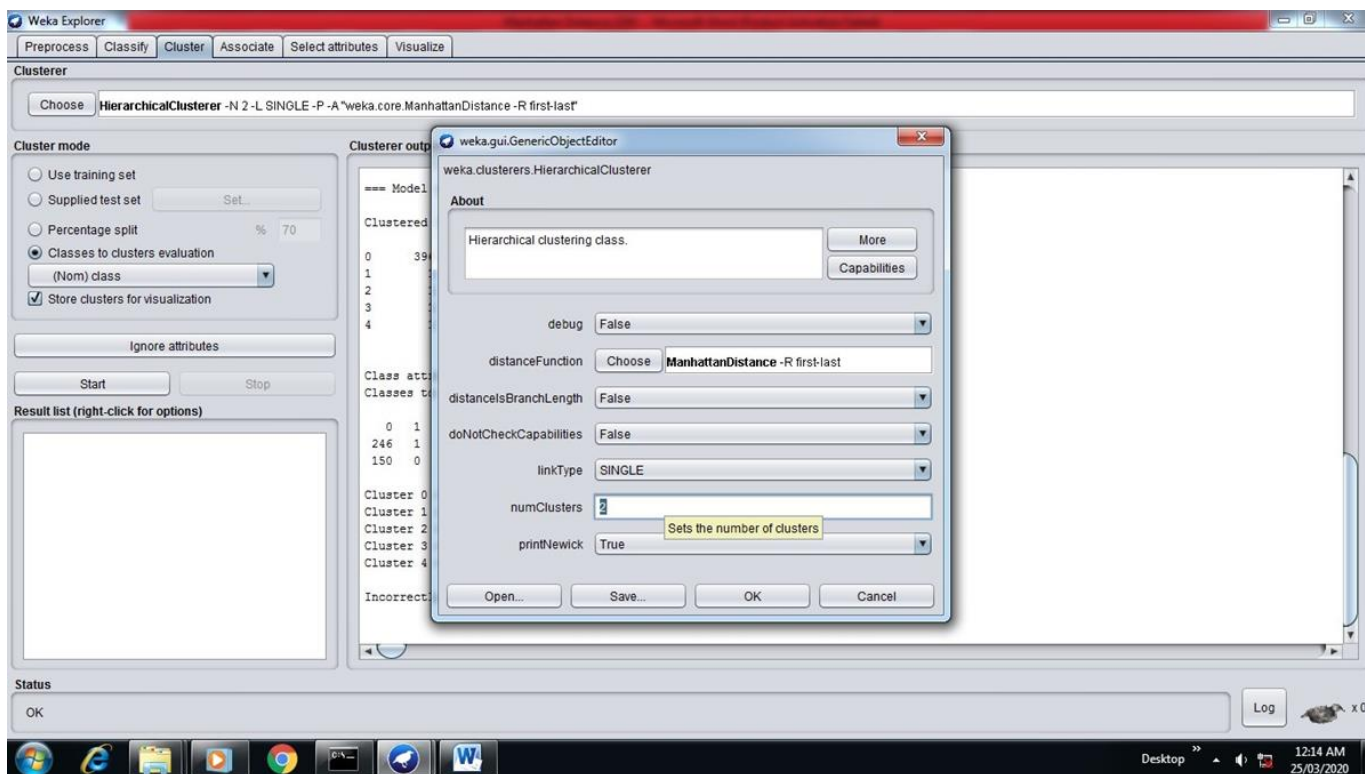 Weka Explorer
Preprocess Classify Cluster Associate Select attributes Visualize
Clusterer
Choose HierarchicalClusterer -N 2 -L SINGLE -P -A "weka.core.ManhattanDistance -R first-last"
Cluster mode
Use training set
Supplied test set Set...
Percentage split % 70
Classes to clusters evaluation
(Nom) class
Store clusters for visualization
Ignore attributes
Start Stop
Result list (right-click for options)
Clusterer outp
=== Model
Clustered
0 39
1
2
3
4
Class att
Classes t
0 1
246 1
150 0
Cluster 0
Cluster 1
Cluster 2
Cluster 3
Cluster 4
Incorrect
weka.gui.GenericObjectEditor
weka.clusterers.HierarchicalClusterer
About
Hierarchical clustering class.
More
Capabilities
debug False
distanceFunction Choose ManhattanDistance -R first-last
distanceIsBranchLength False
doNotCheckCapabilities False
linkType SINGLE
numClusters 2
Sets the number of clusters
printNewick True
Open... Save... OK Cancel
Status
OK
Log x 0
Desktop
12:14 AM
25/03/2020